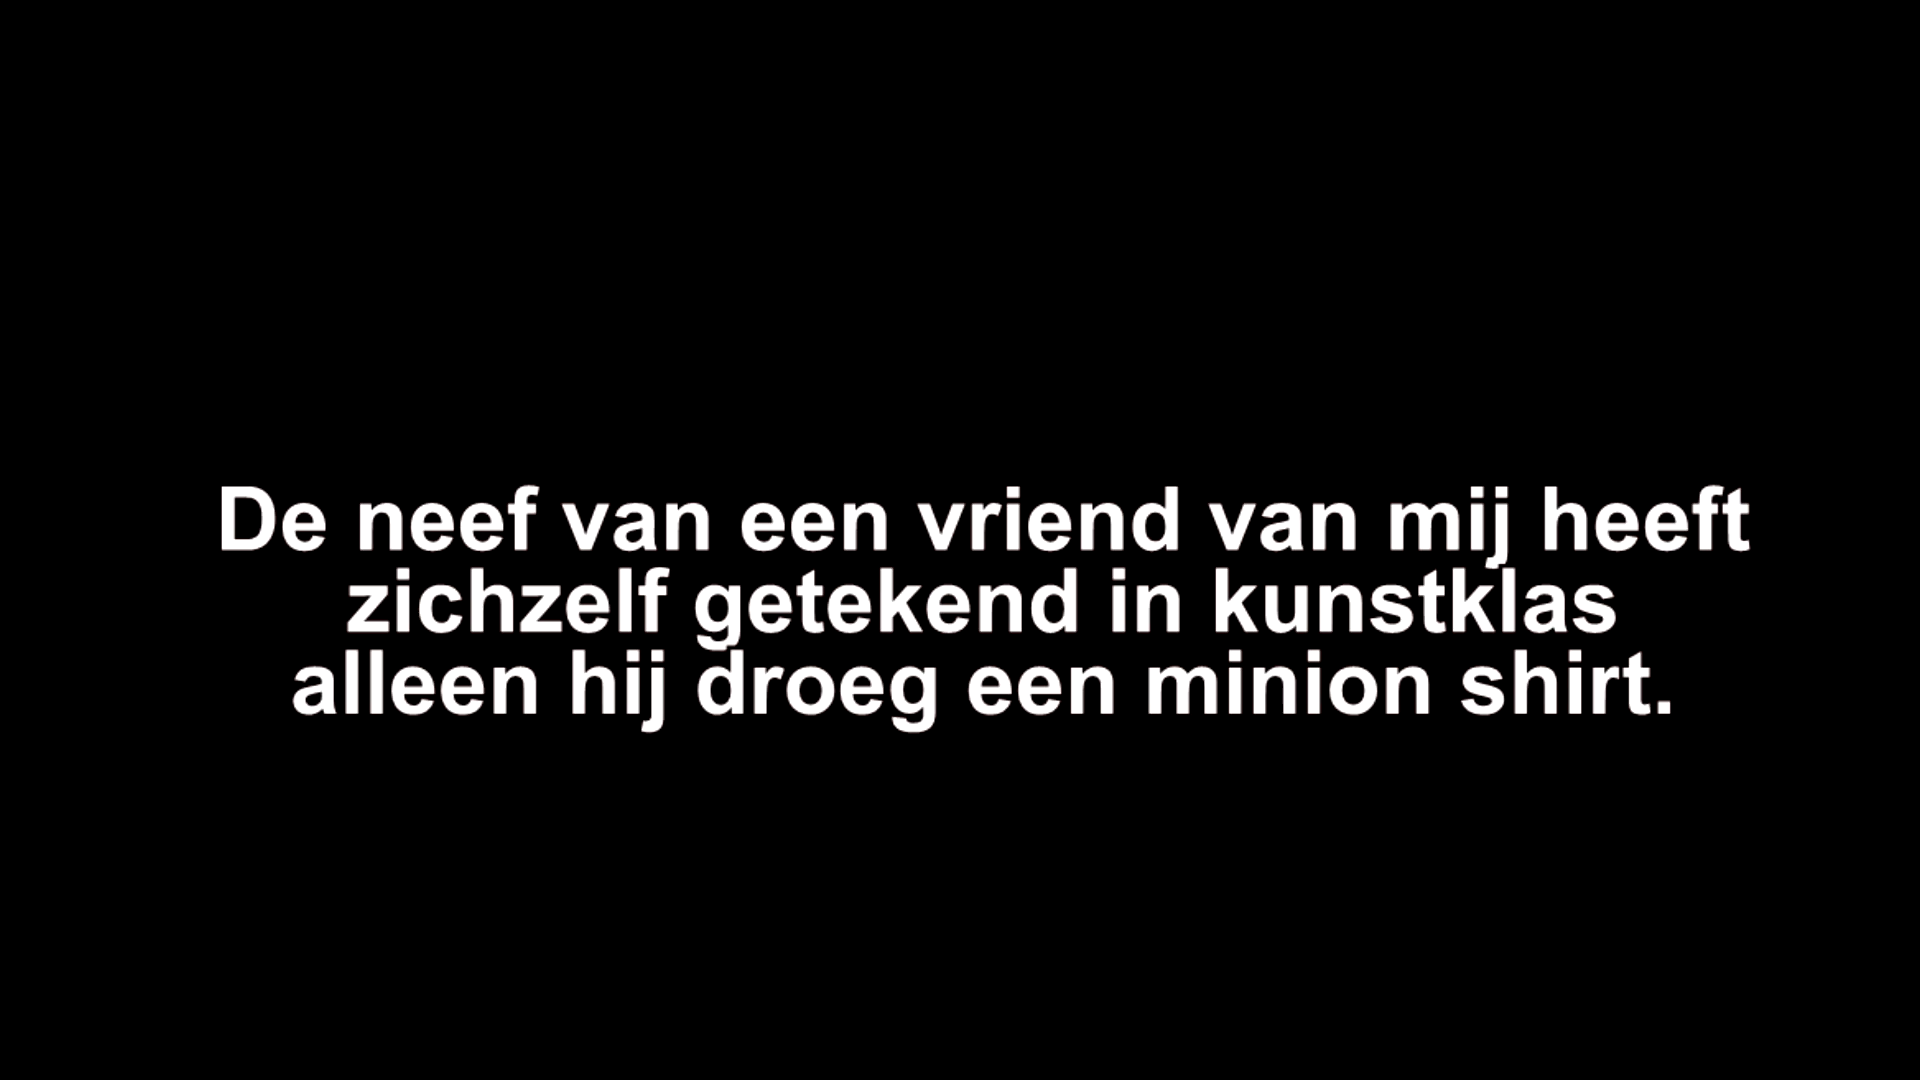 De neef van een vriend van mij heeft
zichzelf getekend in kunstklas
alleen hij droeg een minion shirt.